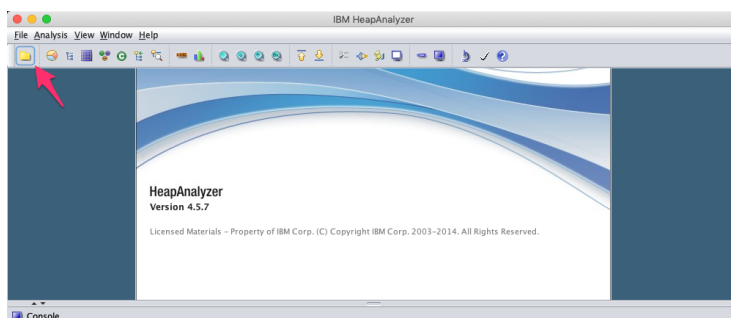 IBM HeapAnalyzer
File Analysis View Window Help
HeapAnalyzer
Version 4.5.7
Licensed Materials - Property of IBM Corp. (C) Copyright IBM Corp. 2003-2014. All Rights Reserved.
Console